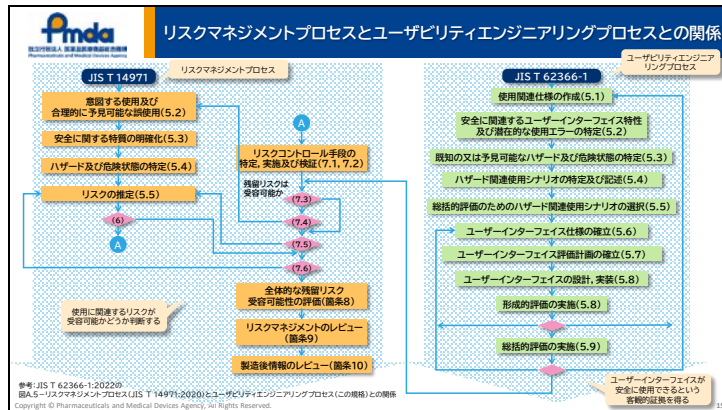 Pmda
独立行政法人 医薬品医療機器総合機構
Pharmaceuticals and Medical Devices Agency
リスクマネジメントプロセスとユーザビリティエンジニアリングプロセスとの関係
JIS T 14971
リスクマネジメントプロセス
意図する使用及び
合理的に予見可能な誤使用(5.2)
安全に関する特質の明確化(5.3)
ハザード及び危険状態の特定(5.4)
リスクの推定(5.5)
(6)
A
A
リスクコントロール手段の
特定,実施及び検証(7.1, 7.2)
残留リスクは
受容可能か
(7.3)
(7.4)
(7.5)
(7.6)
全体的な残留リスク
受容可能性の評価(箇条8)
リスクマネジメントのレビュー
(箇条9)
製造後情報のレビュー(箇条10)
使用に関連するリスクが
受容可能かどうか判断する
JIS T 62366-1
ユーザビリティエンジニア
リングプロセス
使用関連仕様の作成(5.1)
安全に関連するユーザーインターフェイス特性
及び潜在的な使用エラーの特定(5.2)
既知の又は予見可能なハザード及び危険状態の特定(5.3)
ハザード関連使用シナリオの特定及び記述(5.4)
総括的評価のためのハザード関連使用シナリオの選択(5.5)
ユーザーインターフェイス仕様の確立(5.6)
ユーザーインターフェイス評価計画の確立(5.7)
ユーザーインターフェイスの設計,実装(5.8)
形成的評価の実施(5.8)
総括的評価の実施(5.9)
ユーザーインターフェイスが
安全に使用できるという
客観的証拠を得る
参考:JIS T 62366-1:2022の
図A.5－リスクマネジメントプロセス(JIS T 14971:2020)とユーザビリティエンジニアリングプロセス(この規格)との関係
Copyright © Pharmaceuticals and Medical Devices Agency, All Rights Reserved.